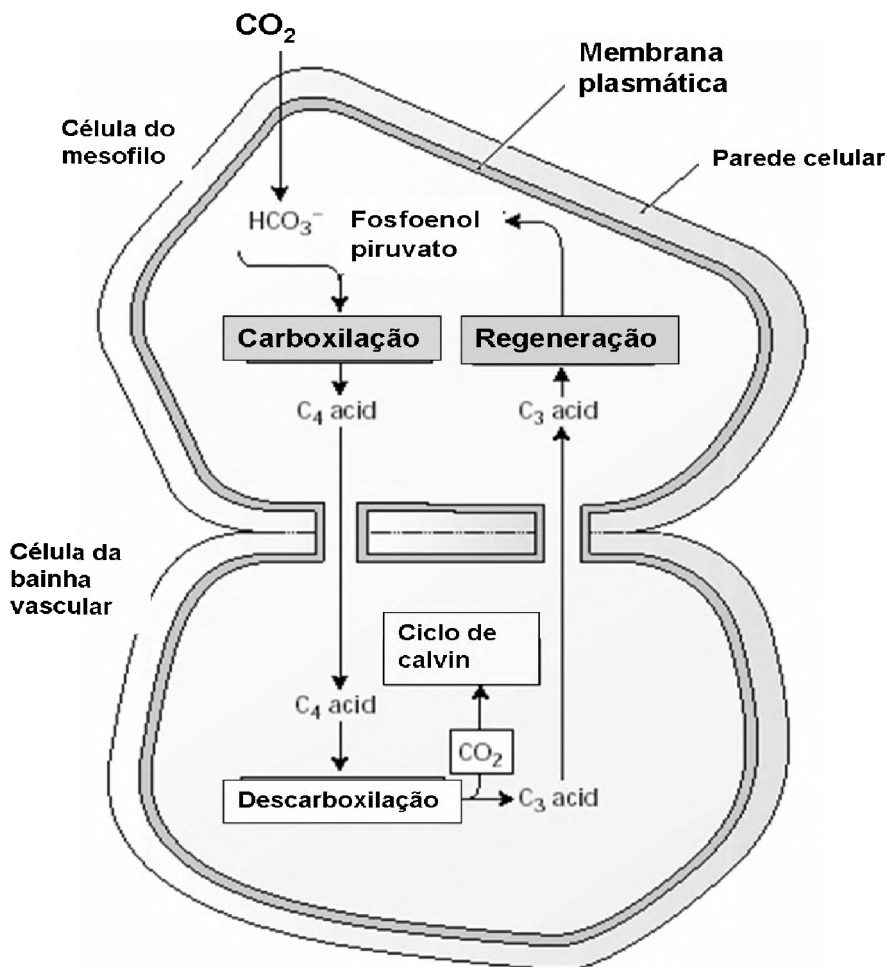 CO₂
Membrana
plasmática
Célula do
mesofilo
Parede celular
HCO₃⁻
Fosfoenol
piruvato
Carboxilação
Regeneração
C₄ acid
C₃ acid
Célula da
bainha
vascular
Ciclo de
calvin
C₄ acid
CO₂
Descarboxilação
C₃ acid